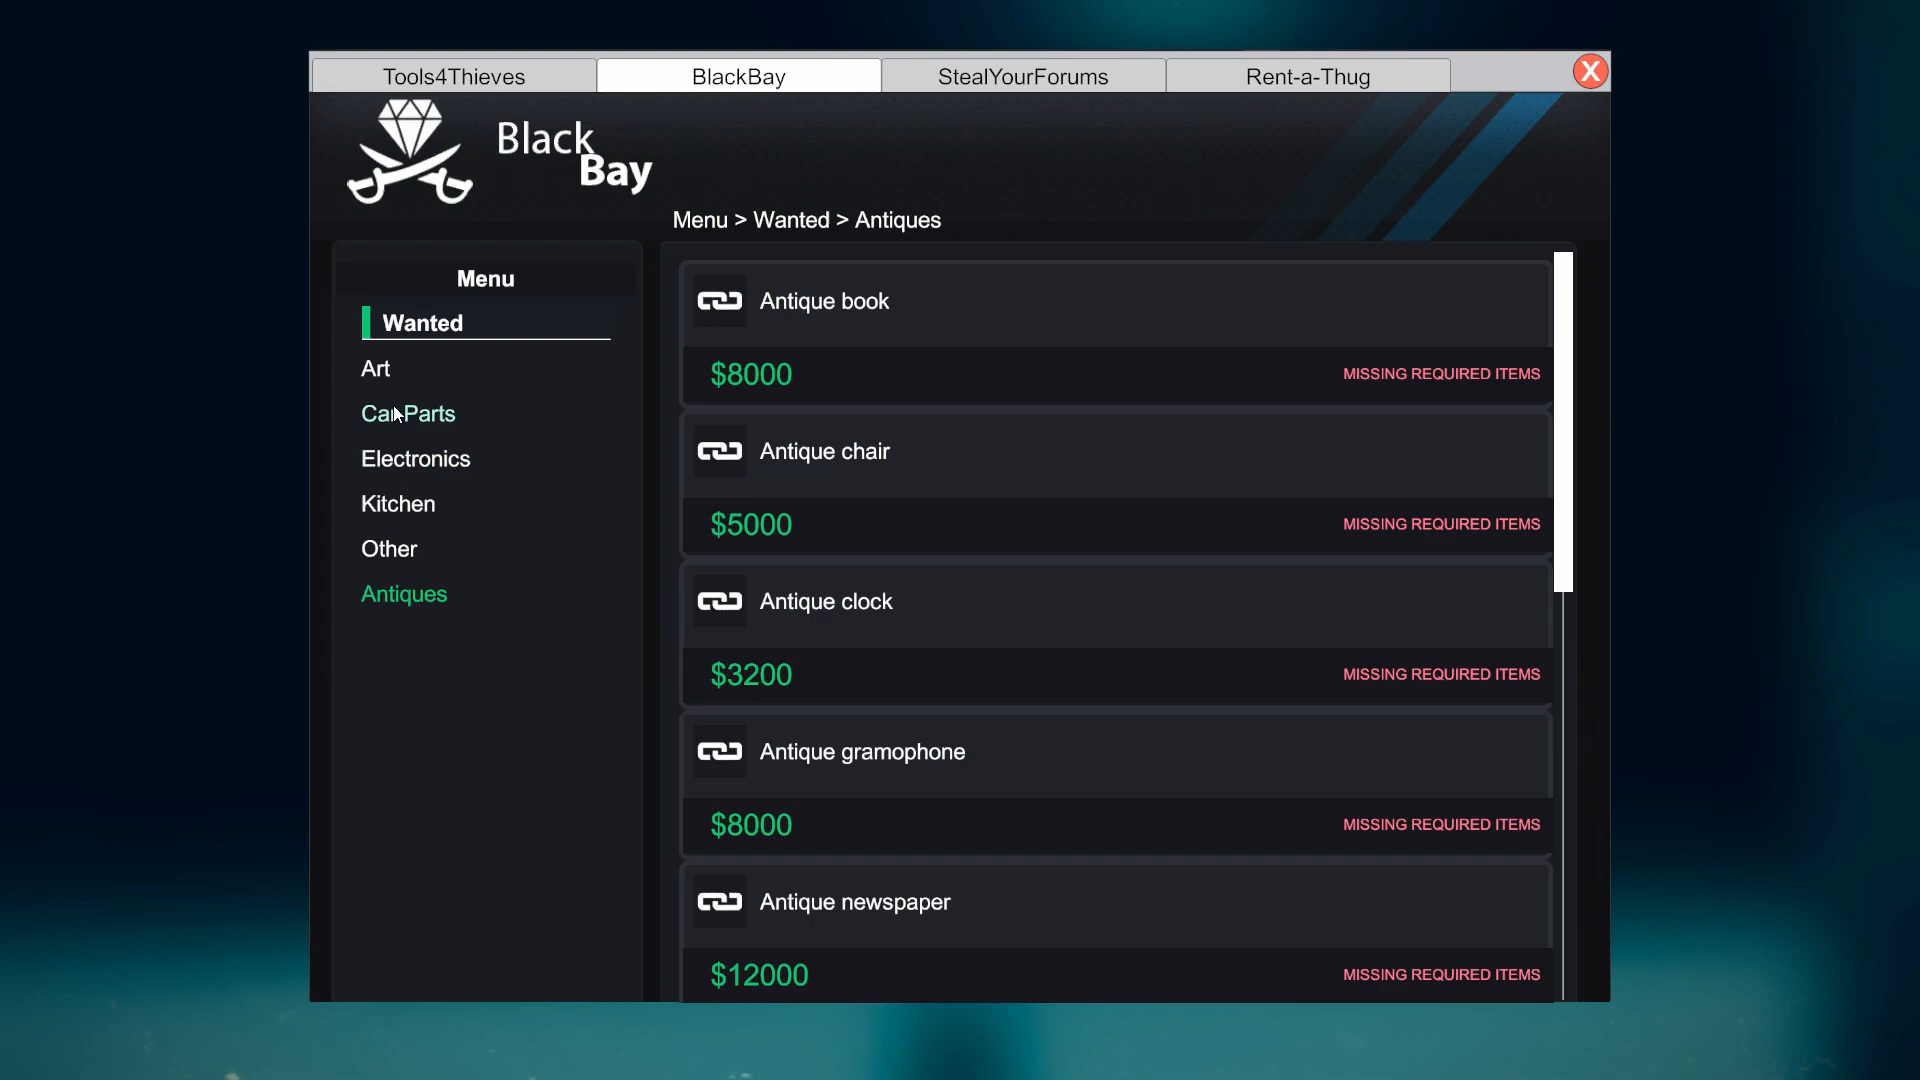 Tools4Thieves
BlackBay
StealYourForums
Rent-a-Thug
X
Black
Bay
Menu > Wanted > Antiques
Menu
Wanted
Art
Car Parts
Electronics
Kitchen
Other
Antiques
Antique book
$8000 MISSING REQUIRED ITEMS
Antique chair
$5000 MISSING REQUIRED ITEMS
Antique clock
$3200 MISSING REQUIRED ITEMS
Antique gramophone
$8000 MISSING REQUIRED ITEMS
Antique newspaper
$12000 MISSING REQUIRED ITEMS